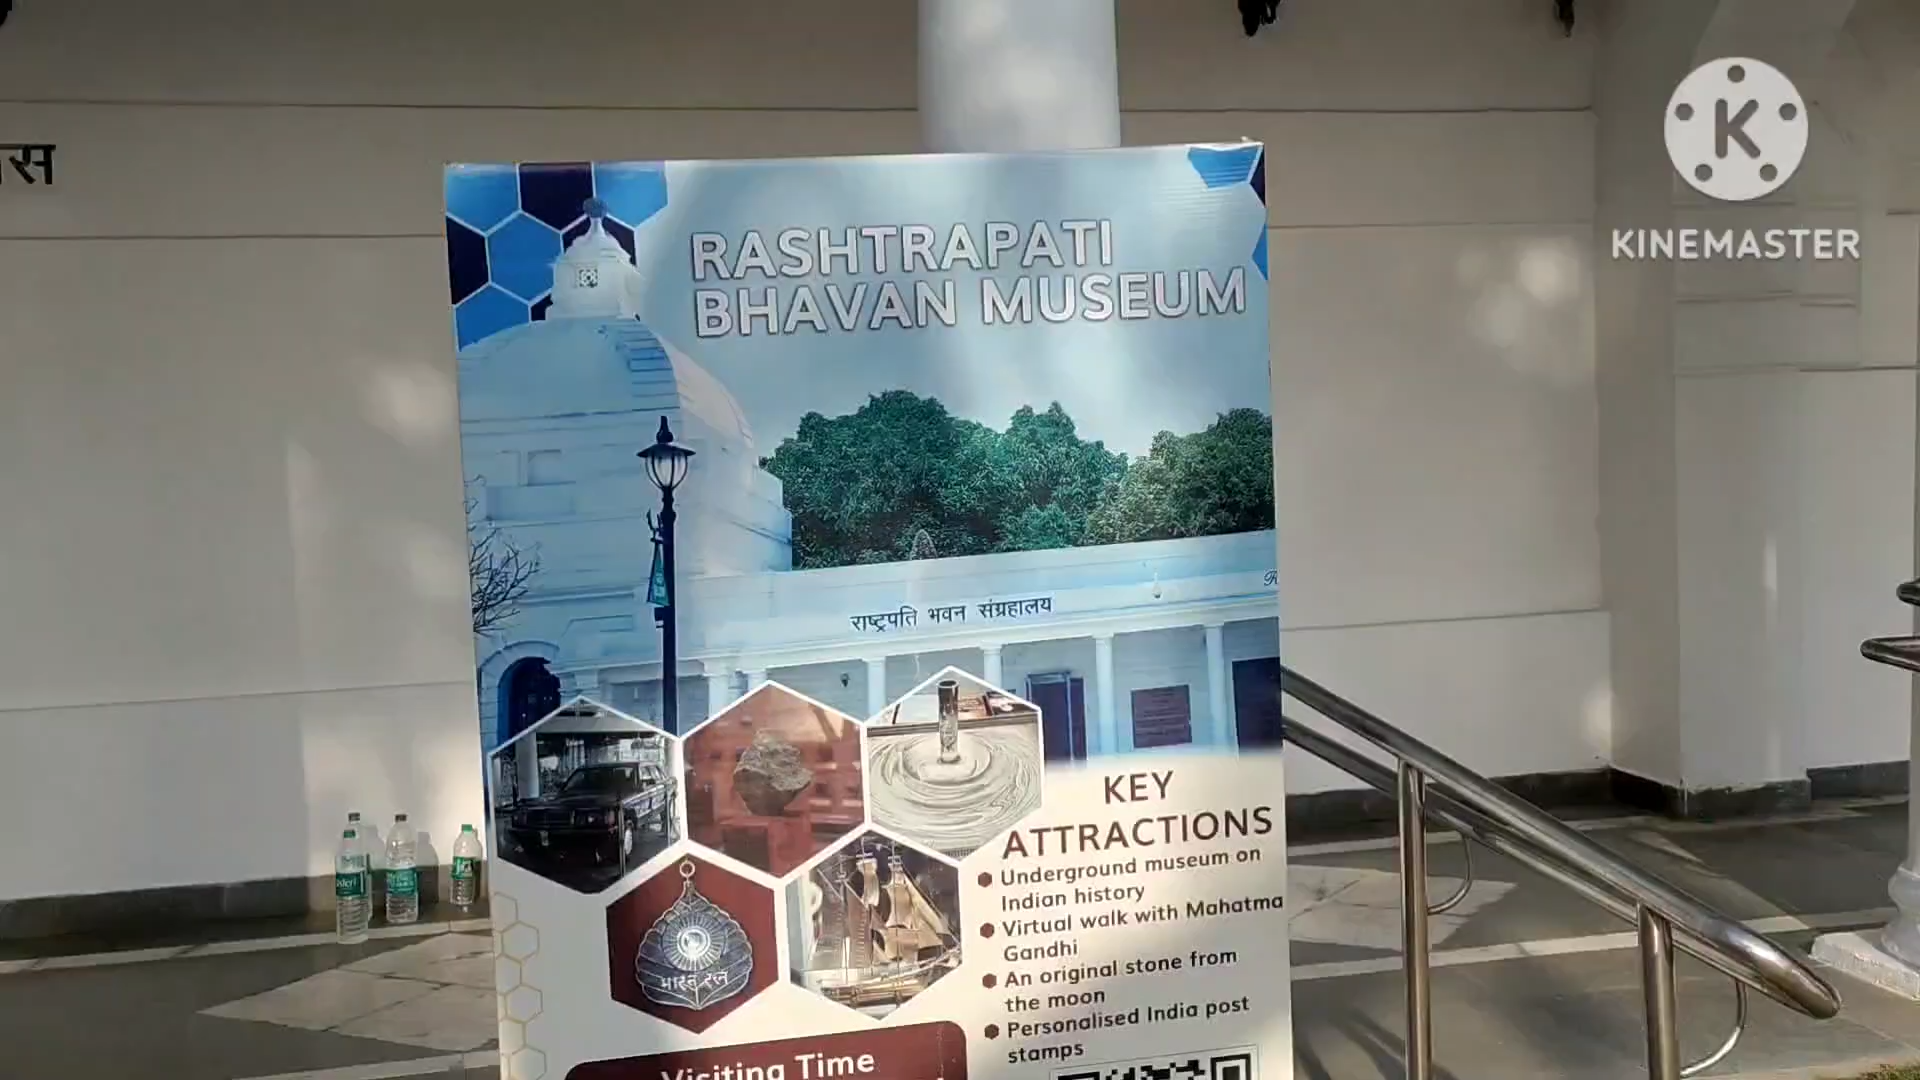 K
KINEMASTER
RASHTRAPATI
BHAVAN MUSEUM
राष्ट्रपति भवन संग्रहालय
KEY
ATTRACTIONS
Underground museum on
Indian history
Virtual walk with Mahatma
Gandhi
An original stone from
the moon
Personalised India post
stamps
भारत रत्न
Visiting Time